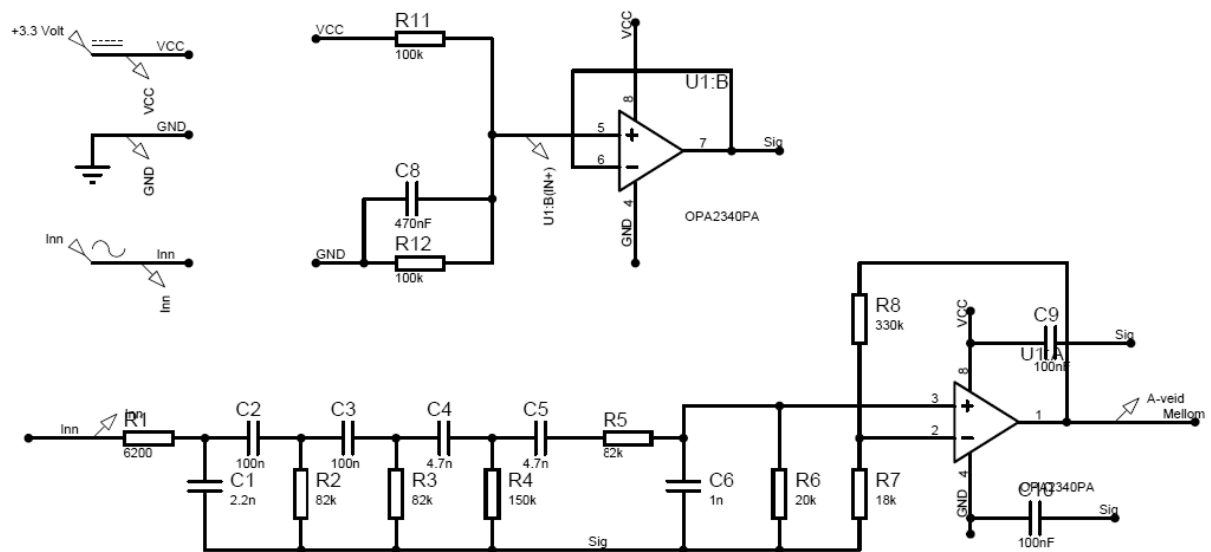 +3.3 Volt
VCC
VCC
GND
GND
Inn
Inn
Inn
VCC
R11
100k
C8
470nF
GND
R12
100k
U1:B(IN+)
VCC
U1:B
8
5
6
7
Sig
4
GND
OPA2340PA
R8
330k
VCC
C9
Sig
U1:A
100nF
8
3
2
1
A-veid
Mellom
4
GND
OPA2340PA
C10
Sig
100nF
Inn
Inn
R1
6200
C2
100n
C3
100n
C4
4.7n
C5
4.7n
R5
82k
C1
2.2n
R2
82k
R3
82k
R4
150k
C6
1n
R6
20k
R7
18k
Sig